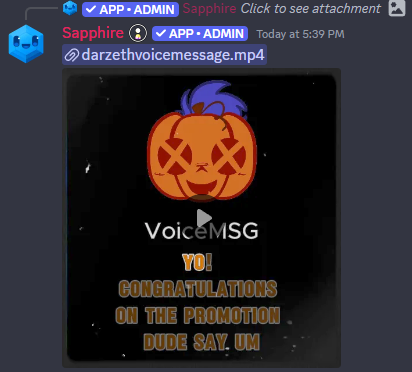 ✓ APP • ADMIN Sapphire Click to see attachment
Sapphire ✓ APP • ADMIN Today at 5:39 PM
darzethvoicemessage.mp4
VoiceMSG
YO!
CONGRATULATIONS
ON THE PROMOTION
DUDE SAY UM